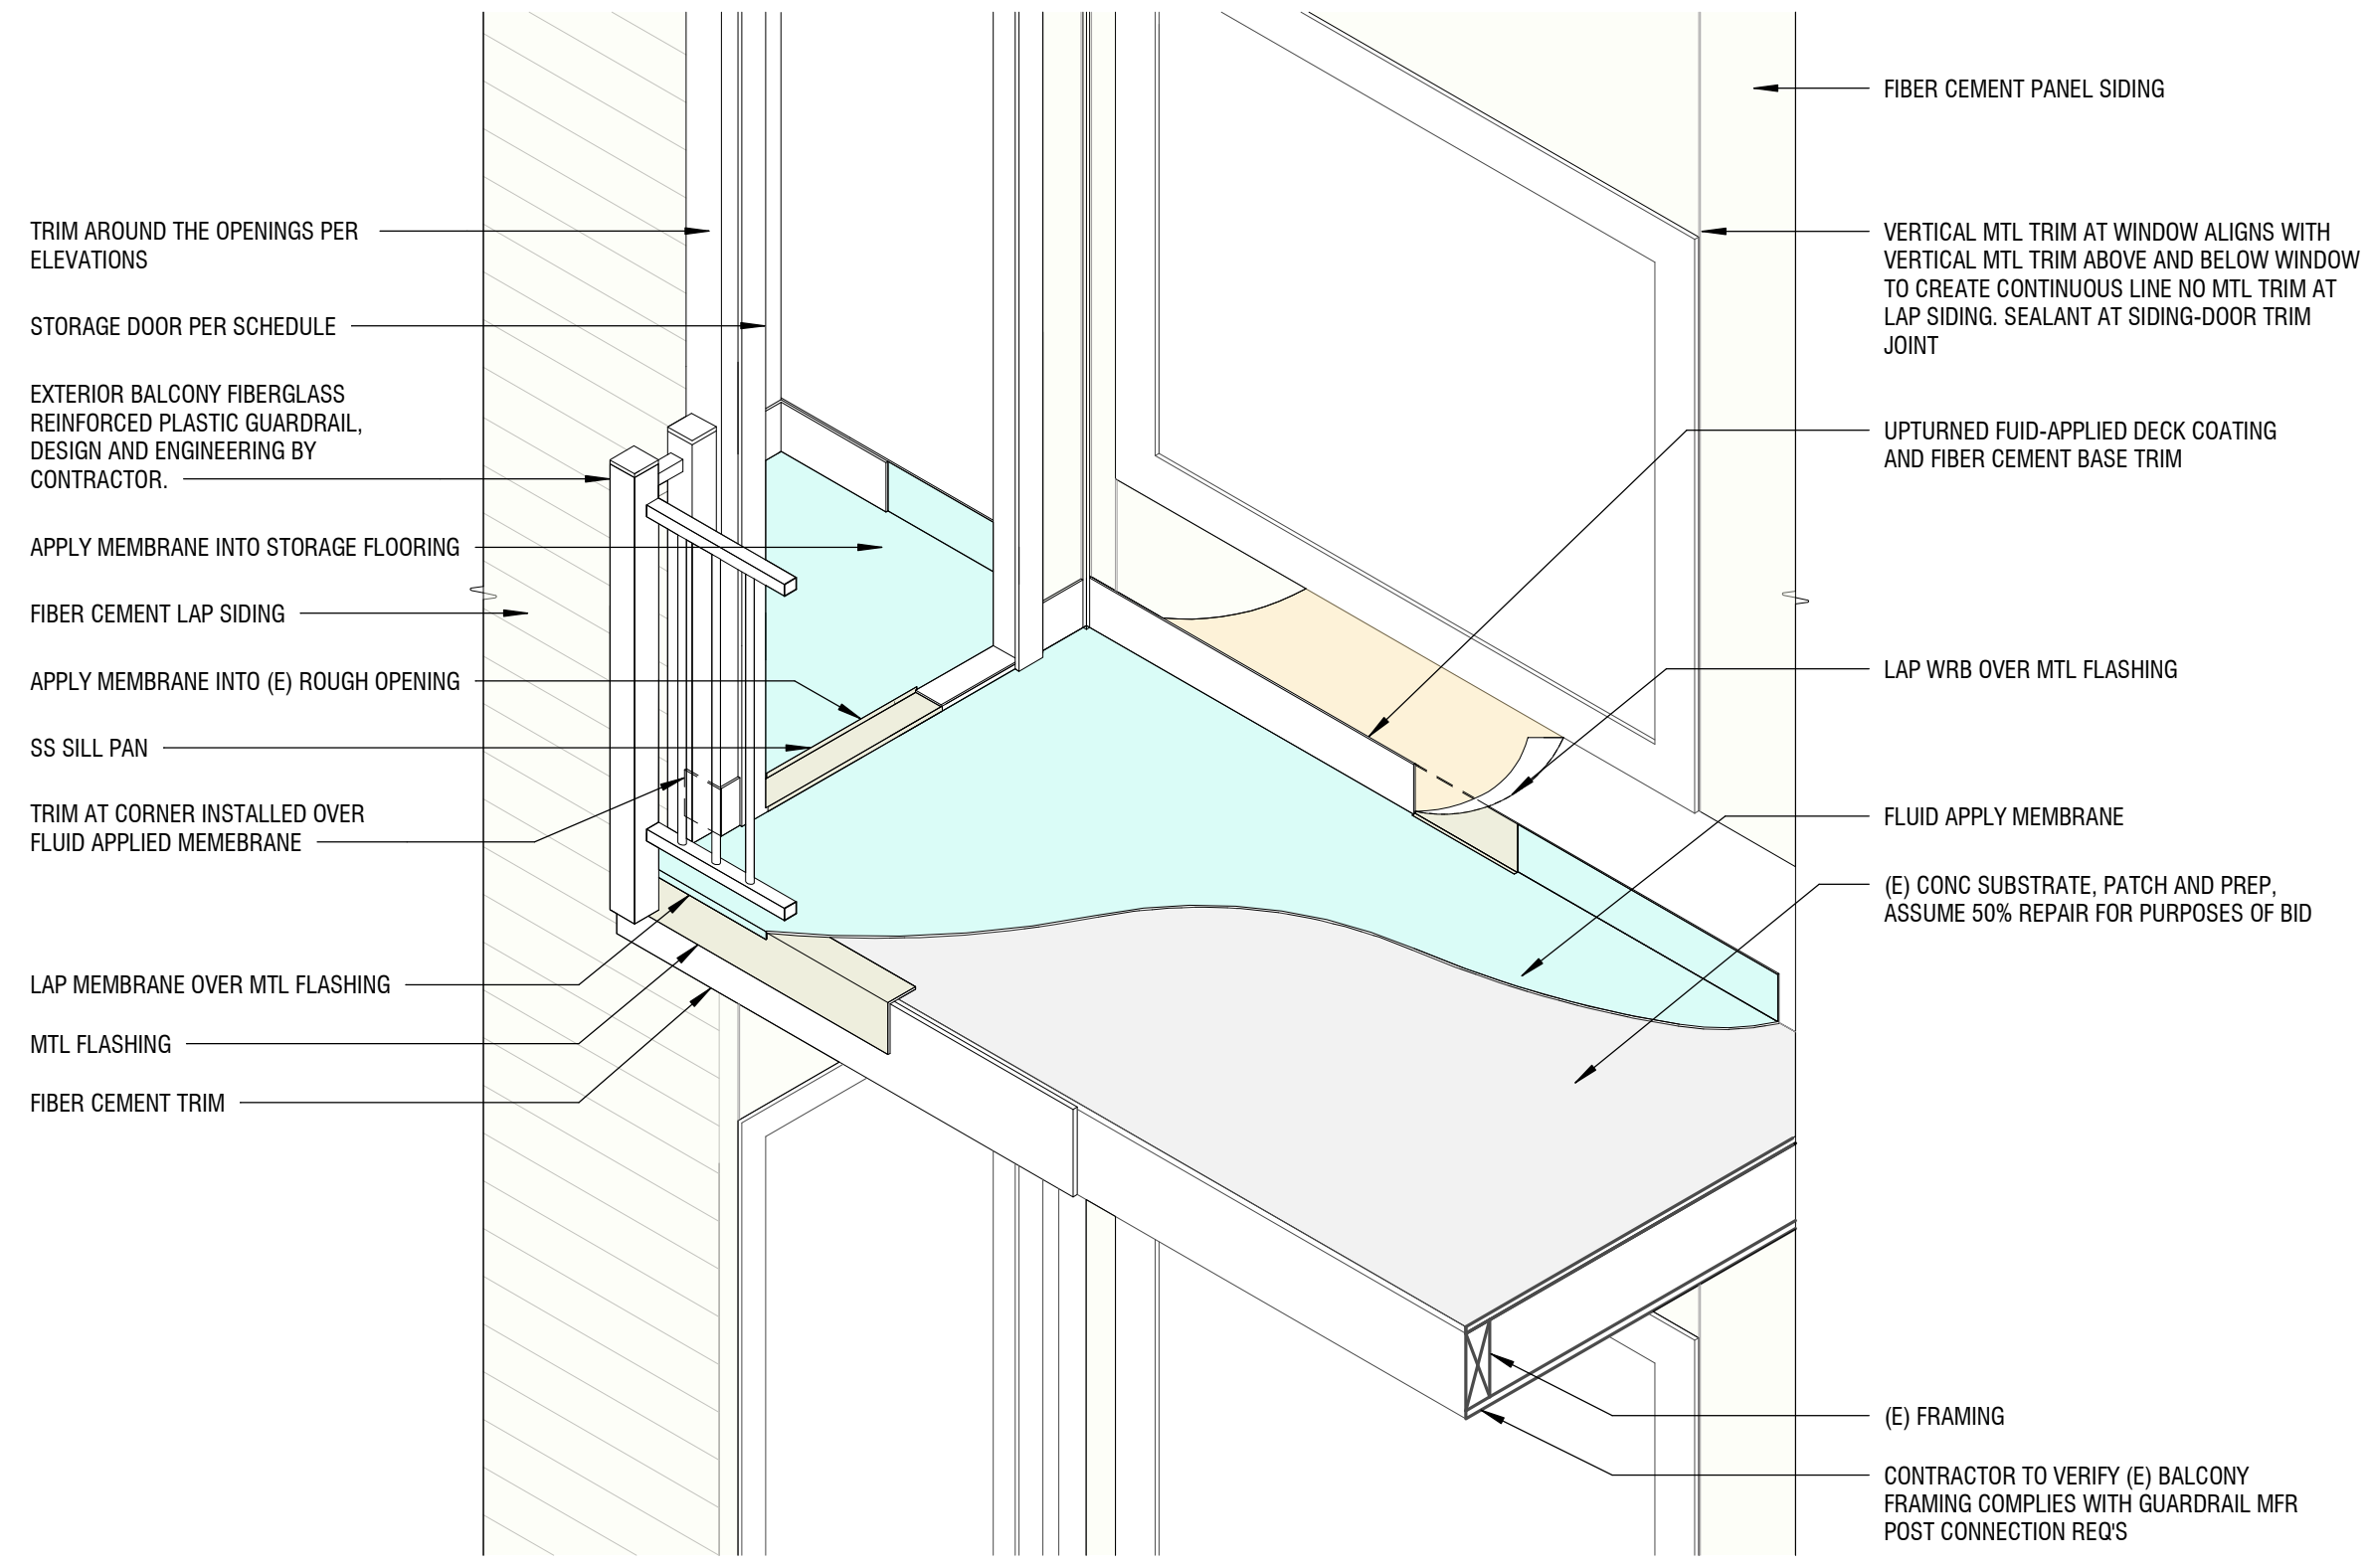 TRIM AROUND THE OPENINGS PER
ELEVATIONS
STORAGE DOOR PER SCHEDULE
EXTERIOR BALCONY FIBERGLASS
REINFORCED PLASTIC GUARDRAIL,
DESIGN AND ENGINEERING BY
CONTRACTOR.
APPLY MEMBRANE INTO STORAGE FLOORING
FIBER CEMENT LAP SIDING
APPLY MEMBRANE INTO (E) ROUGH OPENING
SS SILL PAN
TRIM AT CORNER INSTALLED OVER
FLUID APPLIED MEMEBRANE
LAP MEMBRANE OVER MTL FLASHING
MTL FLASHING
FIBER CEMENT TRIM
FIBER CEMENT PANEL SIDING
VERTICAL MTL TRIM AT WINDOW ALIGNS WITH
VERTICAL MTL TRIM ABOVE AND BELOW WINDOW
TO CREATE CONTINUOUS LINE NO MTL TRIM AT
LAP SIDING. SEALANT AT SIDING-DOOR TRIM
JOINT
UPTURNED FUID-APPLIED DECK COATING
AND FIBER CEMENT BASE TRIM
LAP WRB OVER MTL FLASHING
FLUID APPLY MEMBRANE
(E) CONC SUBSTRATE, PATCH AND PREP,
ASSUME 50% REPAIR FOR PURPOSES OF BID
(E) FRAMING
CONTRACTOR TO VERIFY (E) BALCONY
FRAMING COMPLIES WITH GUARDRAIL MFR
POST CONNECTION REQ'S